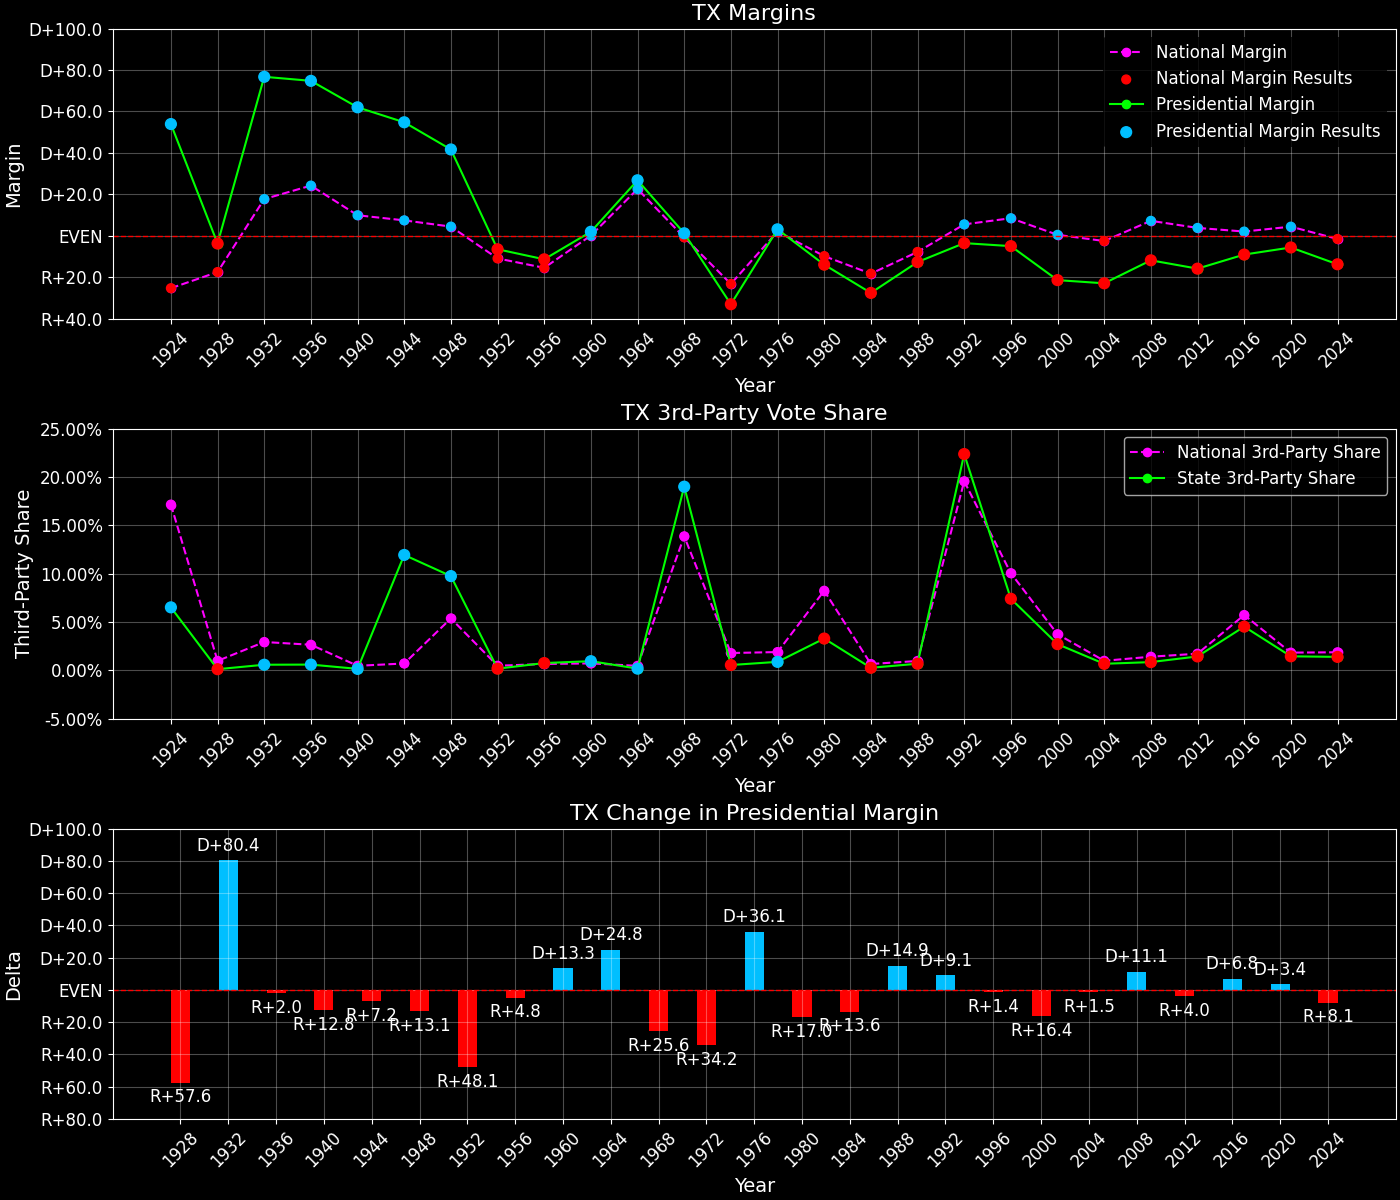 TX Margins
D+100.0
D+80.0
D+60.0
D+40.0
D+20.0
EVEN
R+20.0
R+40.0
Margin
National Margin
National Margin Results
Presidential Margin
Presidential Margin Results
1924 1928 1932 1936 1940 1944 1948 1952 1956 1960 1964 1968 1972 1976 1980 1984 1988 1992 1996 2000 2004 2008 2012 2016 2020 2024
Year
TX 3rd-Party Vote Share
25.00%
20.00%
15.00%
10.00%
5.00%
0.00%
-5.00%
Third-Party Share
National 3rd-Party Share
State 3rd-Party Share
1924 1928 1932 1936 1940 1944 1948 1952 1956 1960 1964 1968 1972 1976 1980 1984 1988 1992 1996 2000 2004 2008 2012 2016 2020 2024
Year
TX Change in Presidential Margin
D+100.0
D+80.0
D+60.0
D+40.0
D+20.0
EVEN
R+20.0
R+40.0
R+60.0
R+80.0
Delta
R+57.6
D+80.4
R+2.0
R+12.8
R+7.2
R+13.1
R+48.1
R+4.8
D+13.3
D+24.8
R+25.6
R+34.2
D+36.1
R+17.0
R+13.6
D+14.9
D+9.1
R+1.4
R+16.4
R+1.5
D+11.1
R+4.0
D+6.8
D+3.4
R+8.1
1928 1932 1936 1940 1944 1948 1952 1956 1960 1964 1968 1972 1976 1980 1984 1988 1992 1996 2000 2004 2008 2012 2016 2020 2024
Year